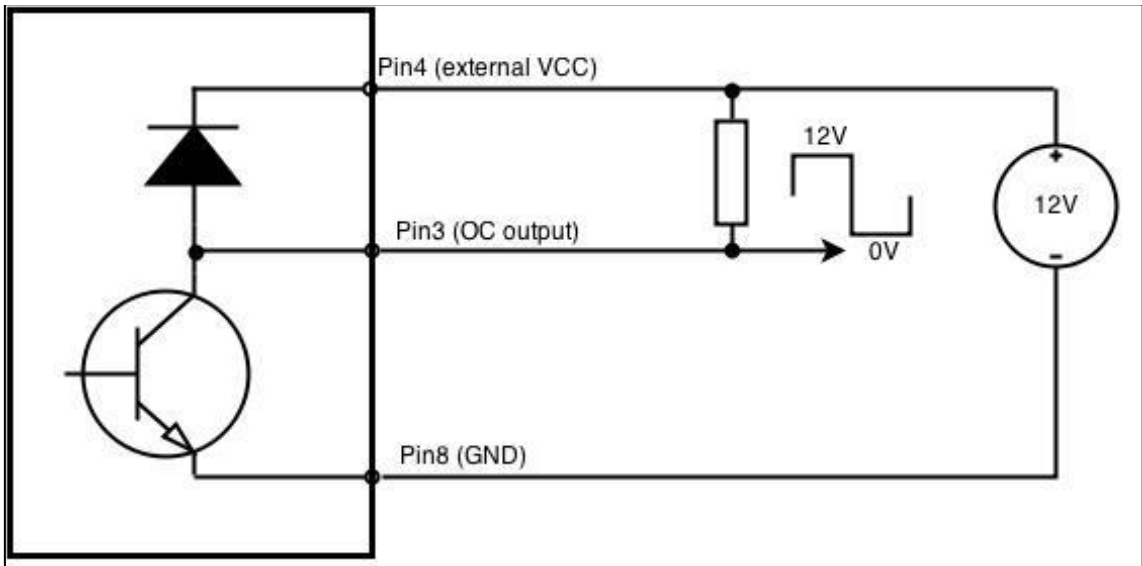 Pin4 (external VCC)
12V
12V
Pin3 (OC output)
0V
Pin8 (GND)